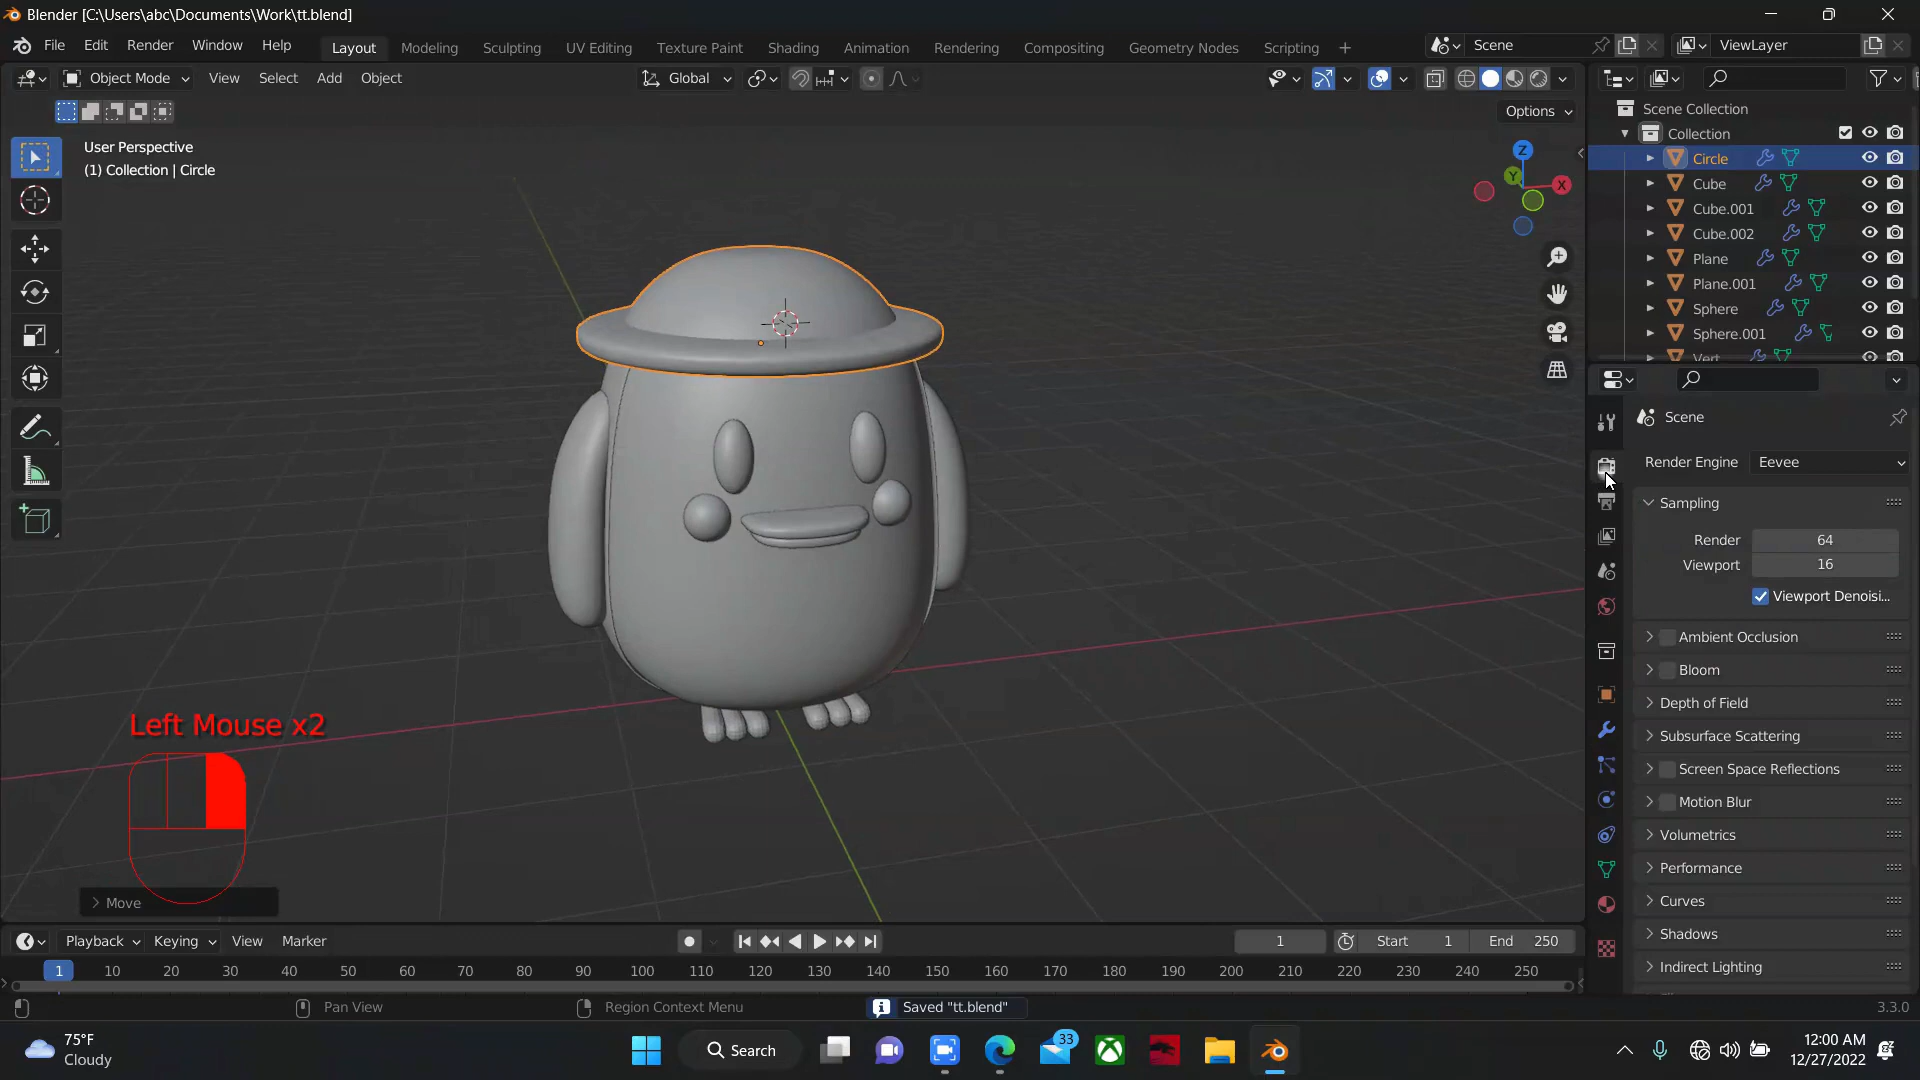 Blender [C:\Users\abc\Documents\Work\tt.blend]
File Edit Render Window Help Layout Modeling Sculpting UV Editing Texture Paint Shading Animation Rendering Compositing Geometry Nodes Scripting + Scene ViewLayer
Object Mode View Select Add Object Global
Options
User Perspective
(1) Collection | Circle
Z
Y
X
Scene Collection
Collection
Circle
Cube
Cube.001
Cube.002
Plane
Plane.001
Sphere
Sphere.001
Vert
Scene
Render Engine Eevee
Sampling
Render 64
Viewport 16
Viewport Denoisi...
Ambient Occlusion
Bloom
Depth of Field
Subsurface Scattering
Screen Space Reflections
Motion Blur
Volumetrics
Performance
Curves
Shadows
Indirect Lighting
Left Mouse x2
Move
Playback Keying View Marker 1 Start 1 End 250
1 10 20 30 40 50 60 70 80 90 100 110 120 130 140 150 160 170 180 190 200 210 220 230 240 250
Pan View Region Context Menu Saved "tt.blend" 3.3.0
75°F
Cloudy
Search
33
12:00 AM
12/27/2022